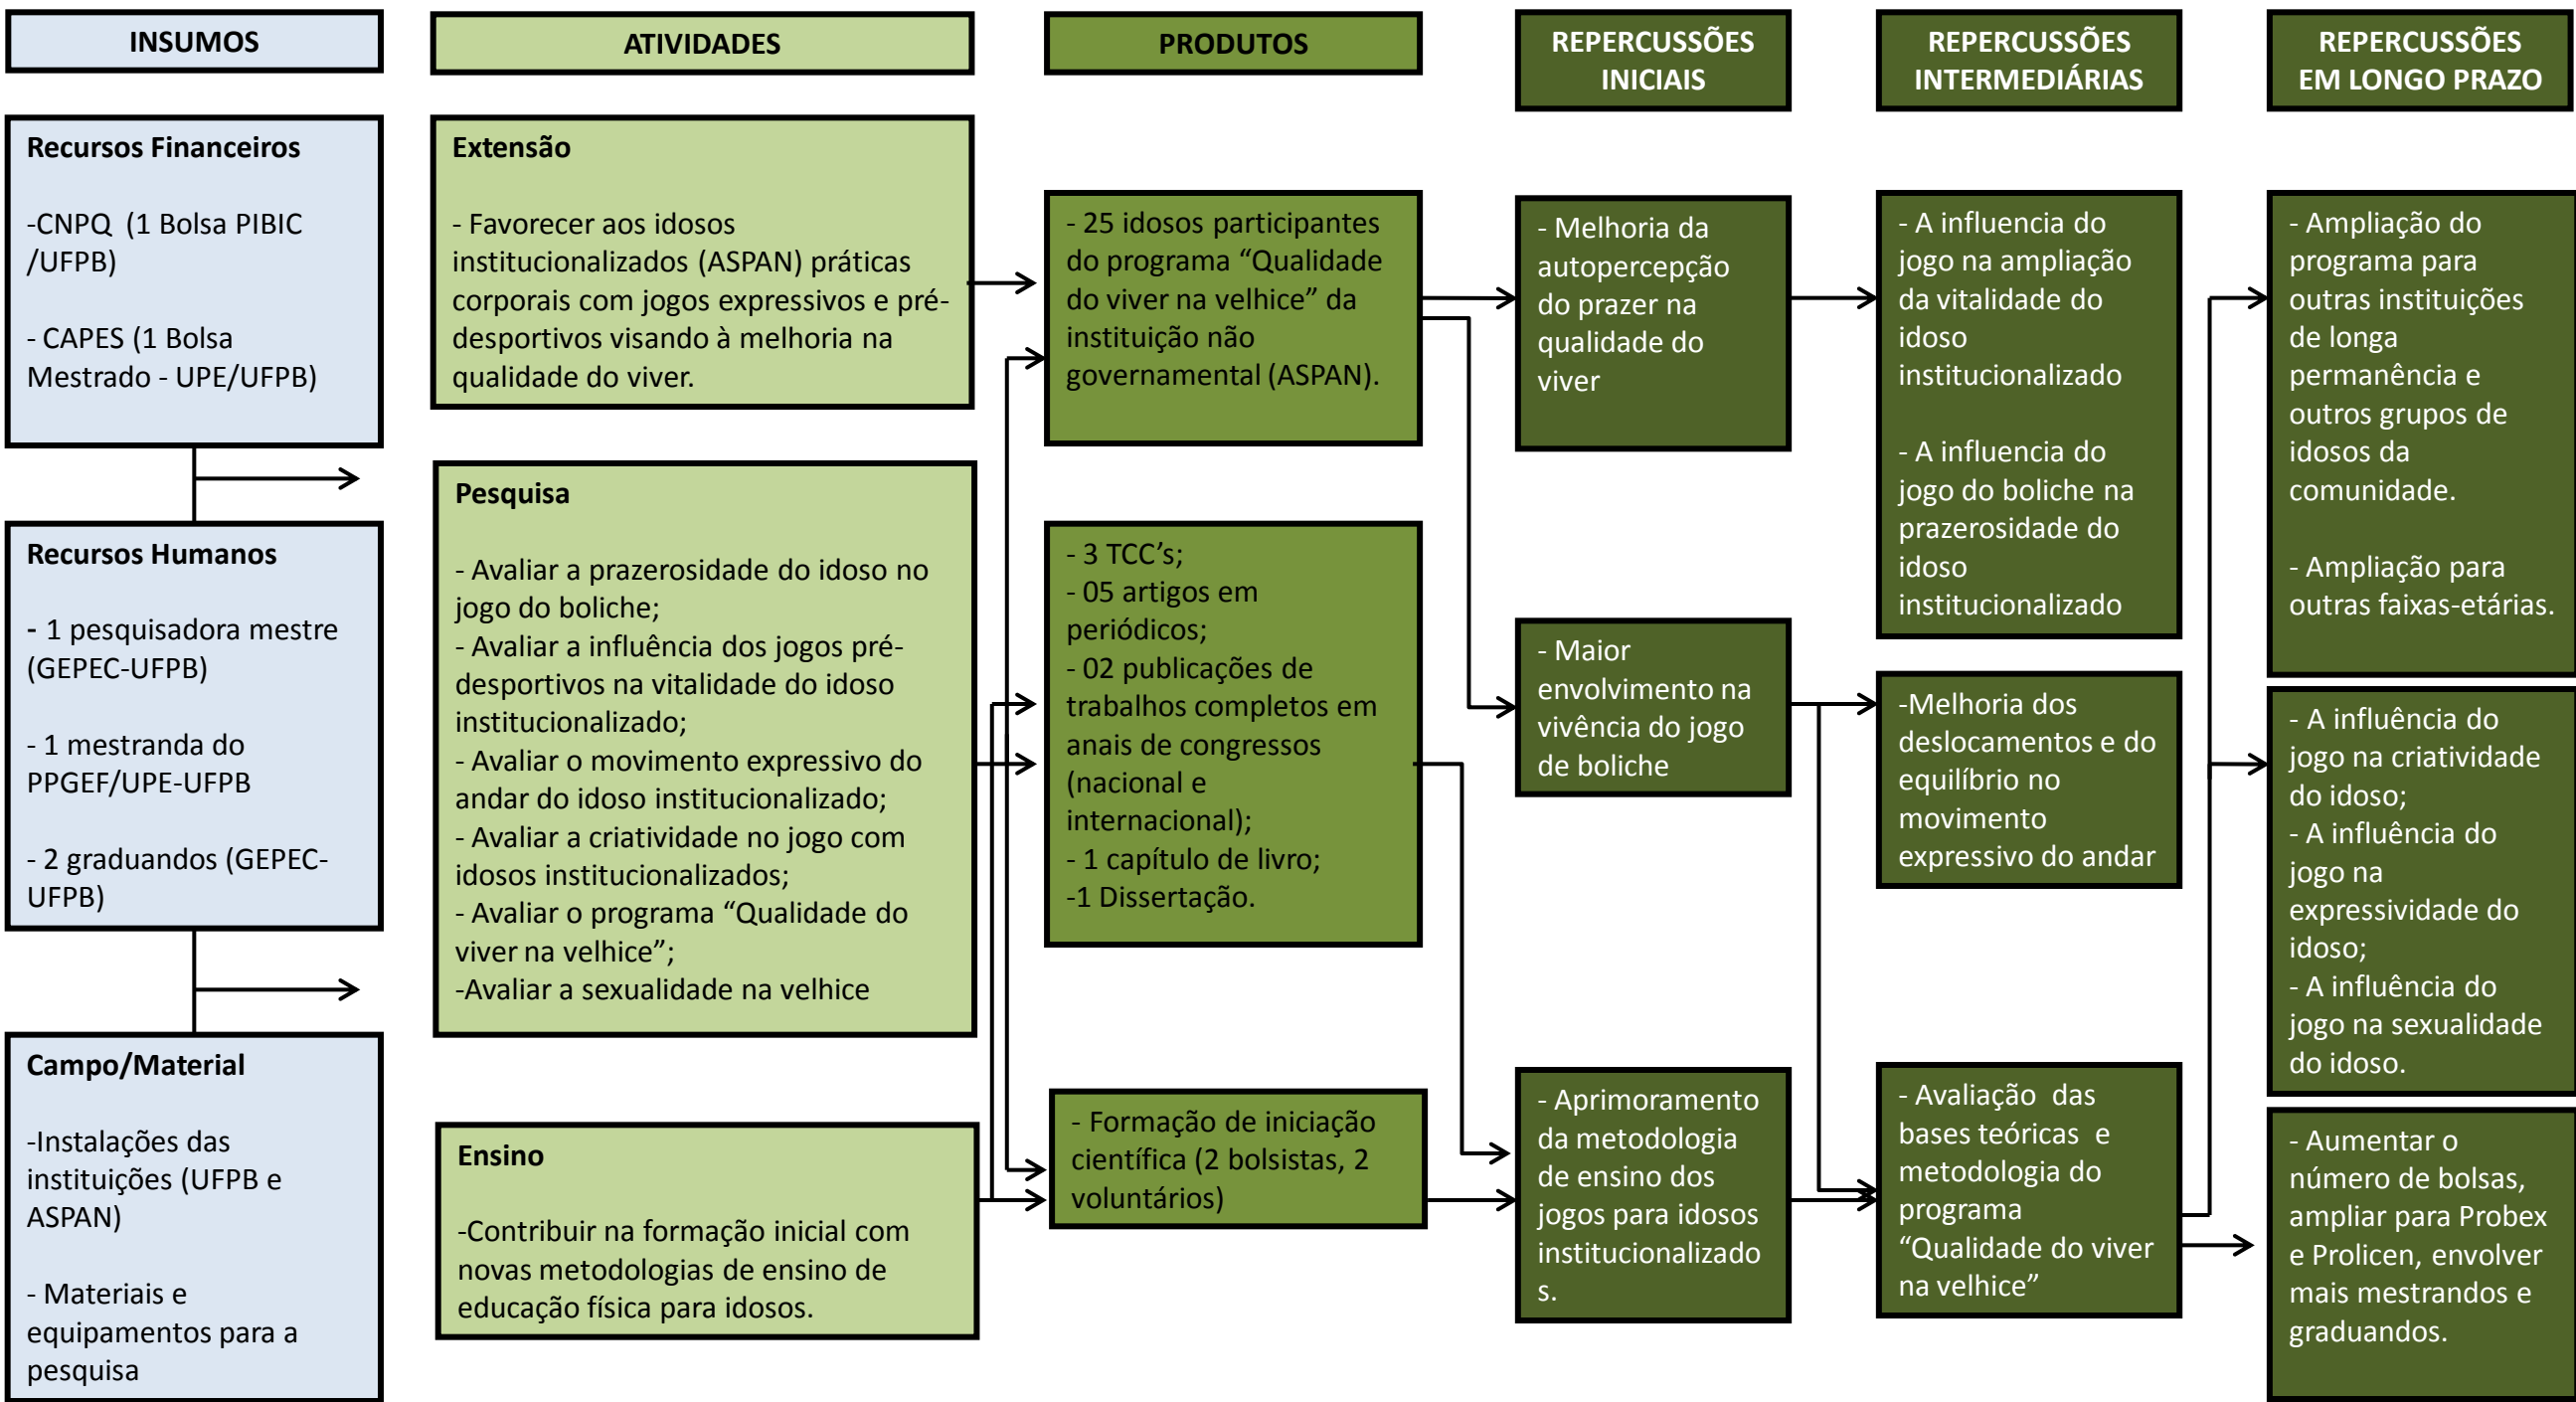 INSUMOS
ATIVIDADES
PRODUTOS
REPERCUSSÕES
INICIAIS
REPERCUSSÕES
INTERMEDIÁRIAS
REPERCUSSÕES
EM LONGO PRAZO
Recursos Financeiros
-CNPQ (1 Bolsa PIBIC
/UFPB)
- CAPES (1 Bolsa
Mestrado - UPE/UFPB)
Recursos Humanos
- 1 pesquisadora mestre
(GEPEC-UFPB)
- 1 mestranda do
PPGEF/UPE-UFPB
- 2 graduandos (GEPEC-
UFPB)
Campo/Material
-Instalações das
instituições (UFPB e
ASPAN)
- Materiais e
equipamentos para a
pesquisa
Extensão
- Favorecer aos idosos
institucionalizados (ASPAN) práticas
corporais com jogos expressivos e pré-
desportivos visando à melhoria na
qualidade do viver.
Pesquisa
- Avaliar a prazerosidade do idoso no
jogo do boliche;
- Avaliar a influência dos jogos pré-
desportivos na vitalidade do idoso
institucionalizado;
- Avaliar o movimento expressivo do
andar do idoso institucionalizado;
- Avaliar a criatividade no jogo com
idosos institucionalizados;
- Avaliar o programa “Qualidade do
viver na velhice”;
-Avaliar a sexualidade na velhice
Ensino
-Contribuir na formação inicial com
novas metodologias de ensino de
educação física para idosos.
- 25 idosos participantes
do programa “Qualidade
do viver na velhice” da
instituição não
governamental (ASPAN).
- 3 TCC’s;
- 05 artigos em
periódicos;
- 02 publicações de
trabalhos completos em
anais de congressos
(nacional e
internacional);
- 1 capítulo de livro;
-1 Dissertação.
- Formação de iniciação
científica (2 bolsistas, 2
voluntários)
- Melhoria da
autopercepção
do prazer na
qualidade do
viver
- Maior
envolvimento na
vivência do jogo
de boliche
- Aprimoramento
da metodologia
de ensino dos
jogos para idosos
institucionalizado
s.
- A influencia do
jogo na ampliação
da vitalidade do
idoso
institucionalizado
- A influencia do
jogo do boliche na
prazerosidade do
idoso
institucionalizado
-Melhoria dos
deslocamentos e do
equilíbrio no
movimento
expressivo do andar
- Avaliação das
bases teóricas e
metodologia do
programa
“Qualidade do viver
na velhice”
- Ampliação do
programa para
outras instituições
de longa
permanência e
outros grupos de
idosos da
comunidade.
- Ampliação para
outras faixas-etárias.
- A influência do
jogo na criatividade
do idoso;
- A influência do
jogo na
expressividade do
idoso;
- A influência do
jogo na sexualidade
do idoso.
- Aumentar o
número de bolsas,
ampliar para Probex
e Prolicen, envolver
mais mestrandos e
graduandos.